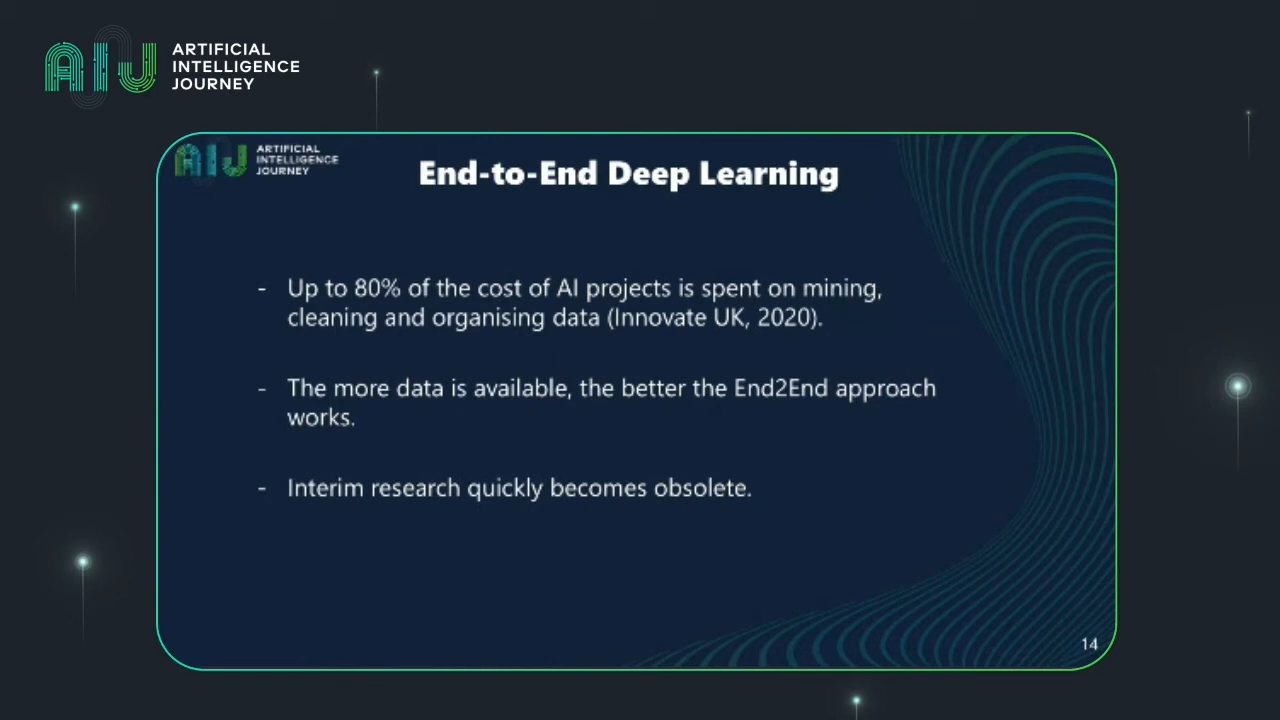 ARTIFICIAL
INTELLIGENCE
JOURNEY
AIJ
ARTIFICIAL
INTELLIGENCE
JOURNEY
AIJ
End-to-End Deep Learning
- Up to 80% of the cost of AI projects is spent on mining,
cleaning and organising data (Innovate UK, 2020).
- The more data is available, the better the End2End approach
works.
- Interim research quickly becomes obsolete.
14